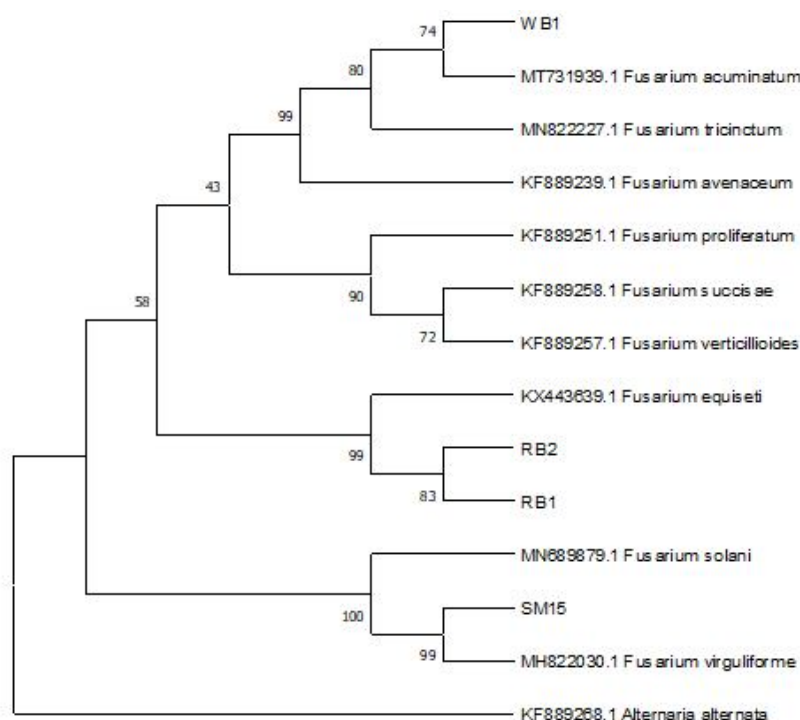 WB1
74
MT731939.1 Fusarium acuminatum
80
MN822227.1 Fusarium tricinctum
99
KF889239.1 Fusarium avenaceum
43
KF889251.1 Fusarium proliferatum
KF889258.1 Fusarium succisae
90
58
KF889257.1 Fusarium verticillioides
72
KX443639.1 Fusarium equiseti
RB2
99
83
RB1
MN689879.1 Fusarium solani
SM15
100
99
MH822030.1 Fusarium virguliforme
KF889268.1 Alternaria alternata